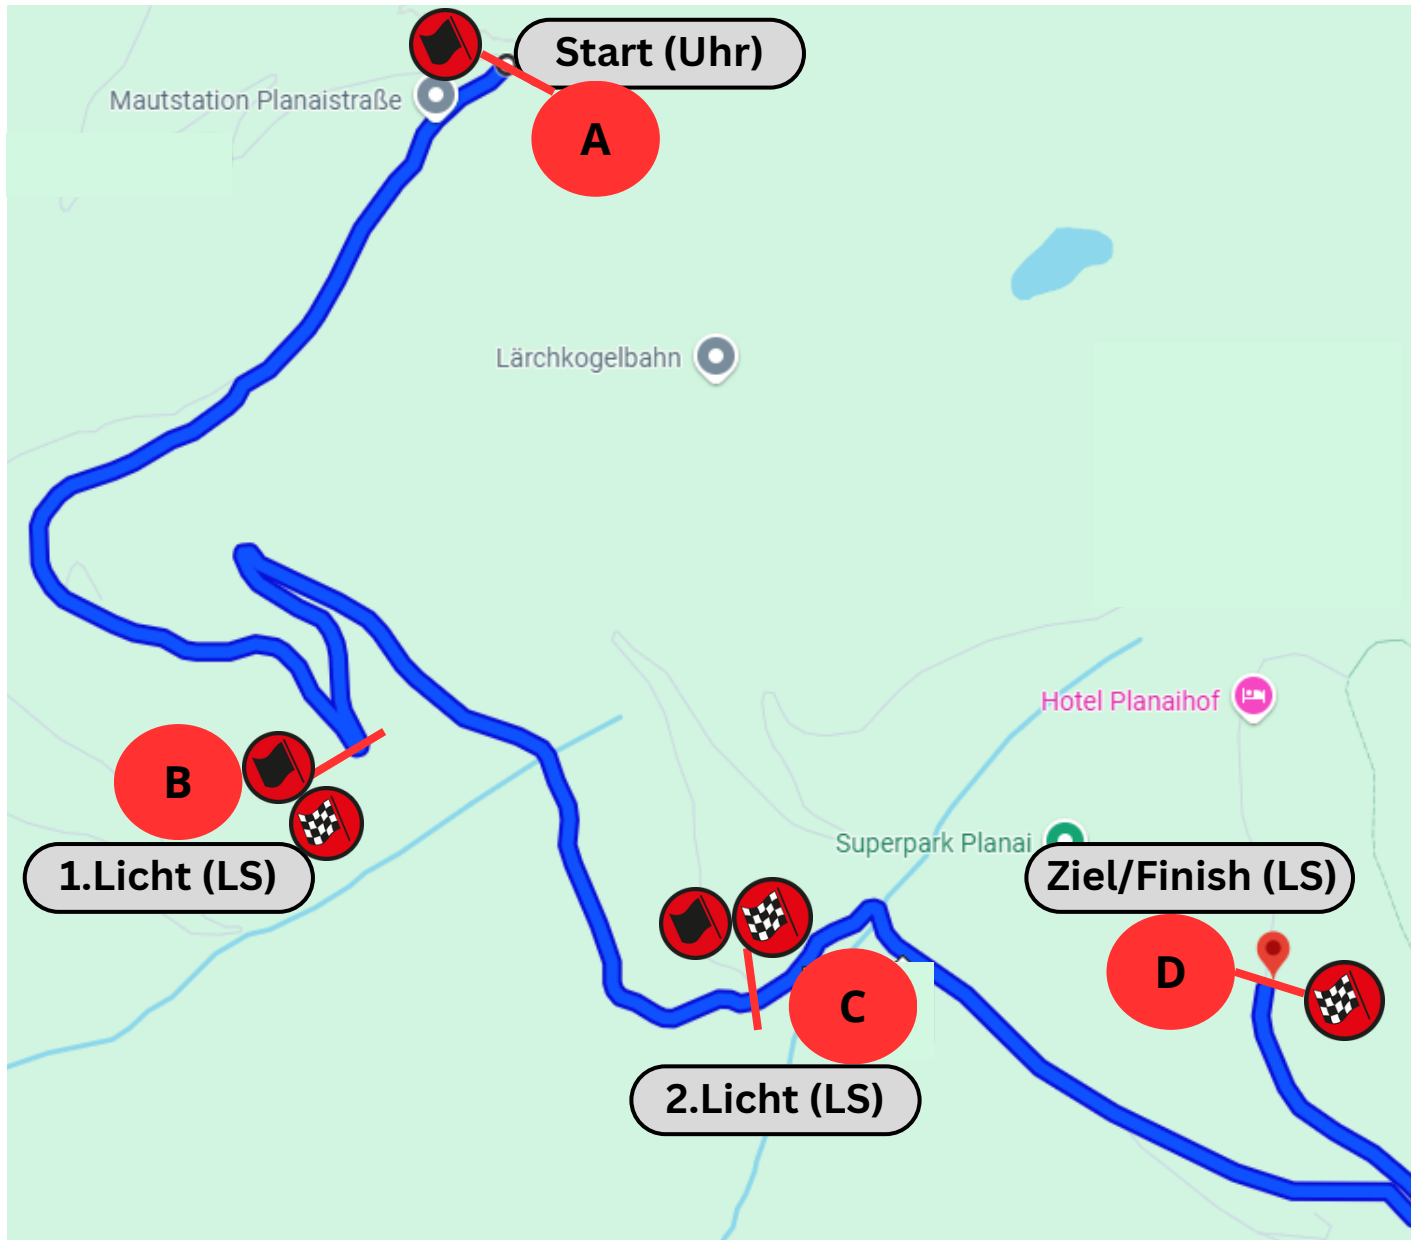 Start (Uhr)
Mautstation Planaistraße
A
Lärchkogelbahn
Hotel Planaihof
B
1.Licht (LS)
Superpark Planai
Ziel/Finish (LS)
D
C
2.Licht (LS)